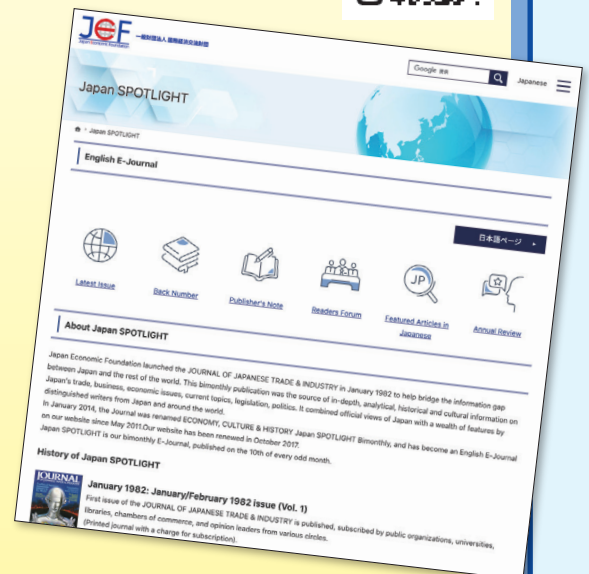 JEF
Japan Economic Foundation
一般財団法人 国際経済交流財団
Google 検索
Japanese
Japan SPOTLIGHT
Japan SPOTLIGHT
English E-Journal
日本語ページ
JP
Latest Issue
Back Number
Publisher's Note
Readers Forum
Featured Articles in
Japanese
Annual Review
About Japan SPOTLIGHT
Japan Economic Foundation launched the JOURNAL OF JAPANESE TRADE & INDUSTRY in January 1982 to help bridge the information gap
between Japan and the rest of the world. This bimonthly publication was the source of in-depth, analytical, historical and cultural information on
Japan's trade, business, economic issues, current topics, legislation, politics. It combined official views of Japan with a wealth of features by
distinguished writers from Japan and around the world.
In January 2014, the Journal was renamed ECONOMY, CULTURE & HISTORY Japan SPOTLIGHT Bimonthly, and has become an English E-Journal
on our website since May 2011.Our website has been renewed in October 2017.
Japan SPOTLIGHT is our bimonthly E-Journal, published on the 10th of every odd month.
History of Japan SPOTLIGHT
JOURNAL
January 1982: January/February 1982 issue (Vol. 1)
First issue of the JOURNAL OF JAPANESE TRADE & INDUSTRY is published, subscribed by public organizations, universities,
libraries, chambers of commerce, and opinion leaders from various circles.
(Printed journal with a charge for subscription).